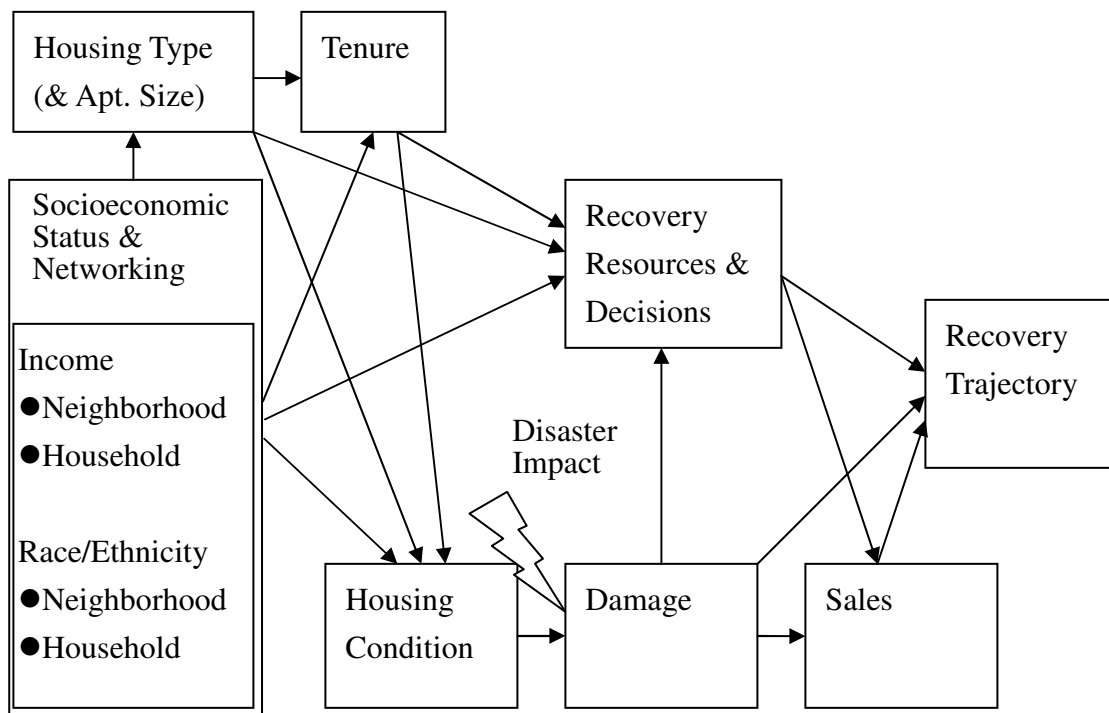 Housing Type
(& Apt. Size)
Tenure
Socioeconomic
Status &
Networking
Income
●Neighborhood
●Household
Race/Ethnicity
●Neighborhood
●Household
Recovery
Resources &
Decisions
Recovery
Trajectory
Disaster
Impact
Housing
Condition
Damage
Sales